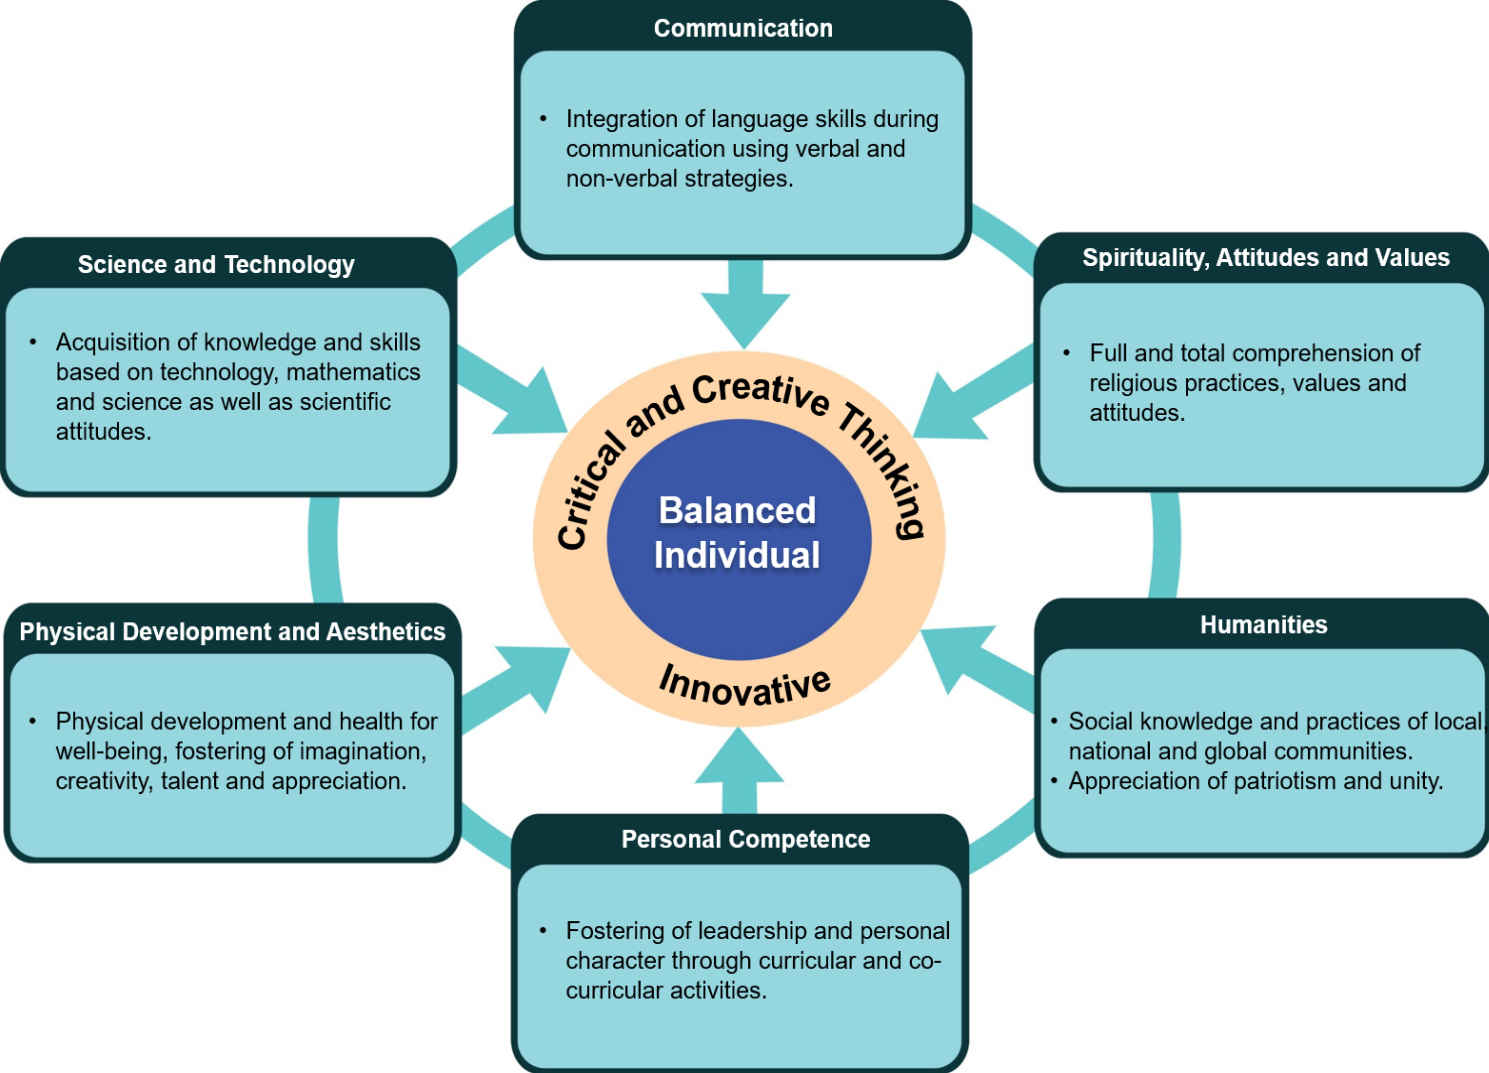 Communication
• Integration of language skills during
communication using verbal and
non-verbal strategies.
Science and Technology
• Acquisition of knowledge and skills
based on technology, mathematics
and science as well as scientific
attitudes.
Spirituality, Attitudes and Values
• Full and total comprehension of
religious practices, values and
attitudes.
Critical and Creative Thinking
Balanced
Individual
Innovative
Physical Development and Aesthetics
• Physical development and health for
well-being, fostering of imagination,
creativity, talent and appreciation.
Humanities
• Social knowledge and practices of local,
national and global communities.
• Appreciation of patriotism and unity.
Personal Competence
• Fostering of leadership and personal
character through curricular and co-
curricular activities.